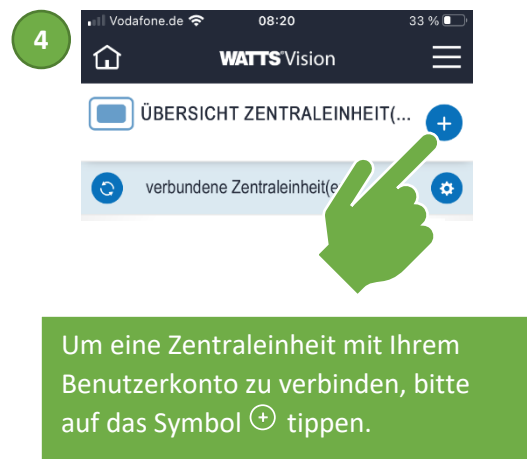 4
Vodafone.de 08:20 33 %
WATTS®Vision
ÜBERSICHT ZENTRALEINHEIT(...
verbundene Zentraleinheit(e
Um eine Zentraleinheit mit Ihrem
Benutzerkonto zu verbinden, bitte
auf das Symbol ⊕ tippen.